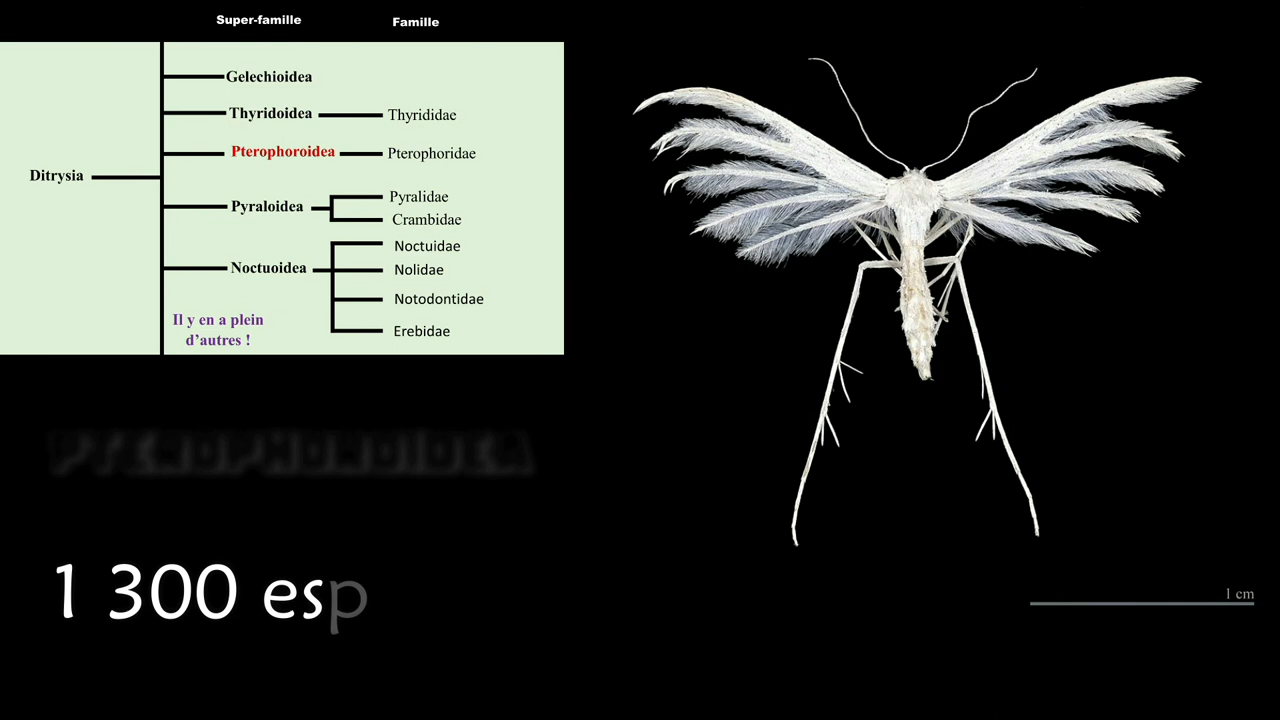 Super-famille
Famille
Gelechioidea
Thyridoidea
Thyrididae
Pterophoroidea
Pterophoridae
Ditrysia
Pyraloidea
Pyralidae
Crambidae
Noctuoidea
Noctuidae
Nolidae
Notodontidae
Erebidae
Il y en a plein
d'autres !
PTEROPHOROIDEA
1 300 esp
1 cm